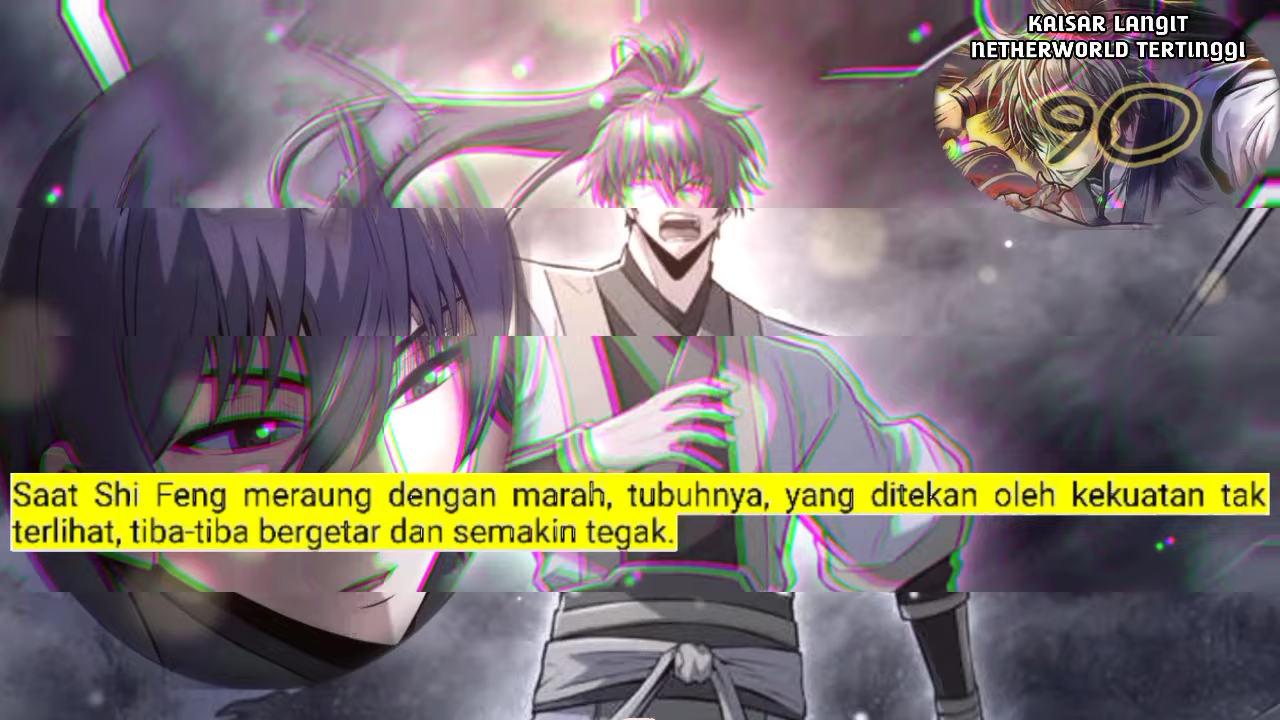 KAISAR LANGIT
NETHERWORLD TERTINGGI
90
Saat Shi Feng meraung dengan marah, tubuhnya, yang ditekan oleh kekuatan tak
terlihat, tiba-tiba bergetar dan semakin tegak.